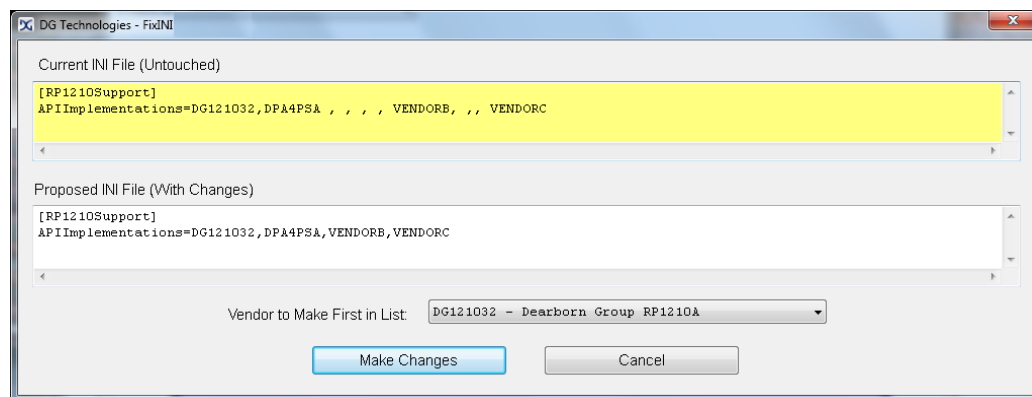 DG Technologies - FixINI
Current INI File (Untouched)
[RP1210Support]
APIImplementations=DG121032,DPA4PSA , , , , VENDORB, ,, VENDORC
Proposed INI File (With Changes)
[RP1210Support]
APIImplementations=DG121032,DPA4PSA,VENDORB,VENDORC
Vendor to Make First in List: DG121032 - Dearborn Group RP1210A
Make Changes Cancel